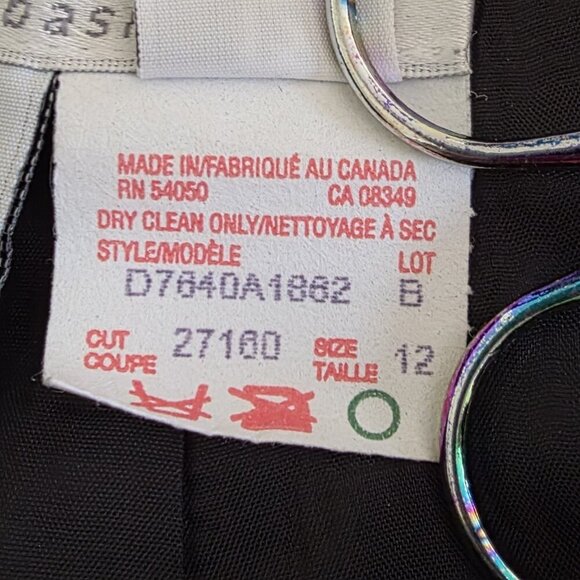 MADE IN/FABRIQUÉ AU CANADA
RN 54050 CA 08349
DRY CLEAN ONLY/NETTOYAGE À SEC
STYLE/MODÈLE LOT
D7640A1862 B
CUT COUPE 27160 SIZE TAILLE 12